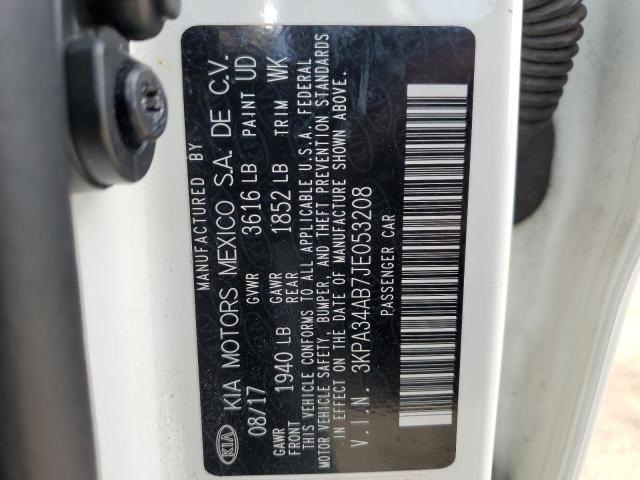 MANUFACTURED BY
KIA KIA MOTORS MEXICO S.A. DE C.V.
08/17 GVWR 3616 LB PAINT UD
GAWR FRONT 1940 LB GAWR REAR 1852 LB TRIM WK
THIS VEHICLE CONFORMS TO ALL APPLICABLE U.S.A. FEDERAL
MOTOR VEHICLE SAFETY, BUMPER, AND THEFT PREVENTION STANDARDS
IN EFFECT ON THE DATE OF MANUFACTURE SHOWN ABOVE.
V.I.N. 3KPA34AB7JE053208
PASSENGER CAR